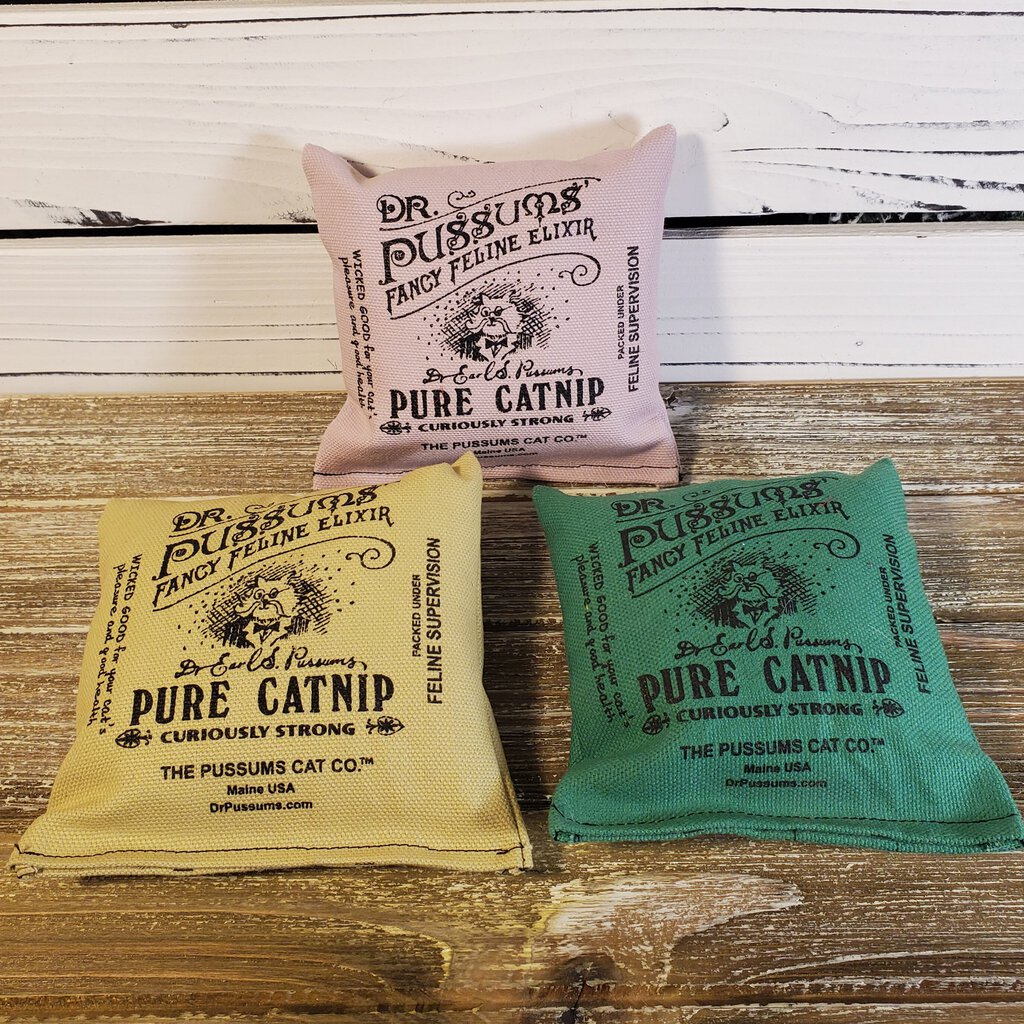 DR.
PUSSUMS'
FANCY FELINE ELIXIR
WICKED GOOD for your cat's
pleasure and good health
PACKED UNDER
FELINE SUPERVISION
Dr Earl S. Pussums
PURE CATNIP
CURIOUSLY STRONG
THE PUSSUMS CAT CO.™
Maine USA
Pussums.com
DR.
PUSSUMS'
FANCY FELINE ELIXIR
WICKED GOOD for your cat's
pleasure and good health
PACKED UNDER
FELINE SUPERVISION
Dr Earl S. Pussums
PURE CATNIP
CURIOUSLY STRONG
THE PUSSUMS CAT CO.™
Maine USA
DrPussums.com
DR.
PUSSUMS'
FANCY FELINE ELIXIR
WICKED GOOD for your cat's
pleasure and good health
PACKED UNDER
FELINE SUPERVISION
Dr Earl S. Pussums
PURE CATNIP
CURIOUSLY STRONG
THE PUSSUMS CAT CO.™
Maine USA
DrPussums.com